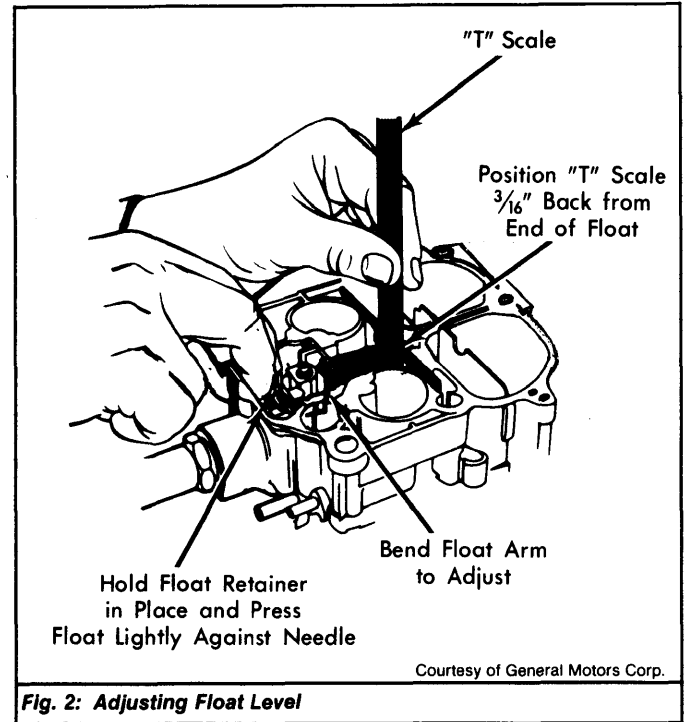 "T" Scale
Position "T" Scale
3/16" Back from
End of Float
Bend Float Arm
to Adjust
Hold Float Retainer
in Place and Press
Float Lightly Against Needle
Courtesy of General Motors Corp.
Fig. 2: Adjusting Float Level